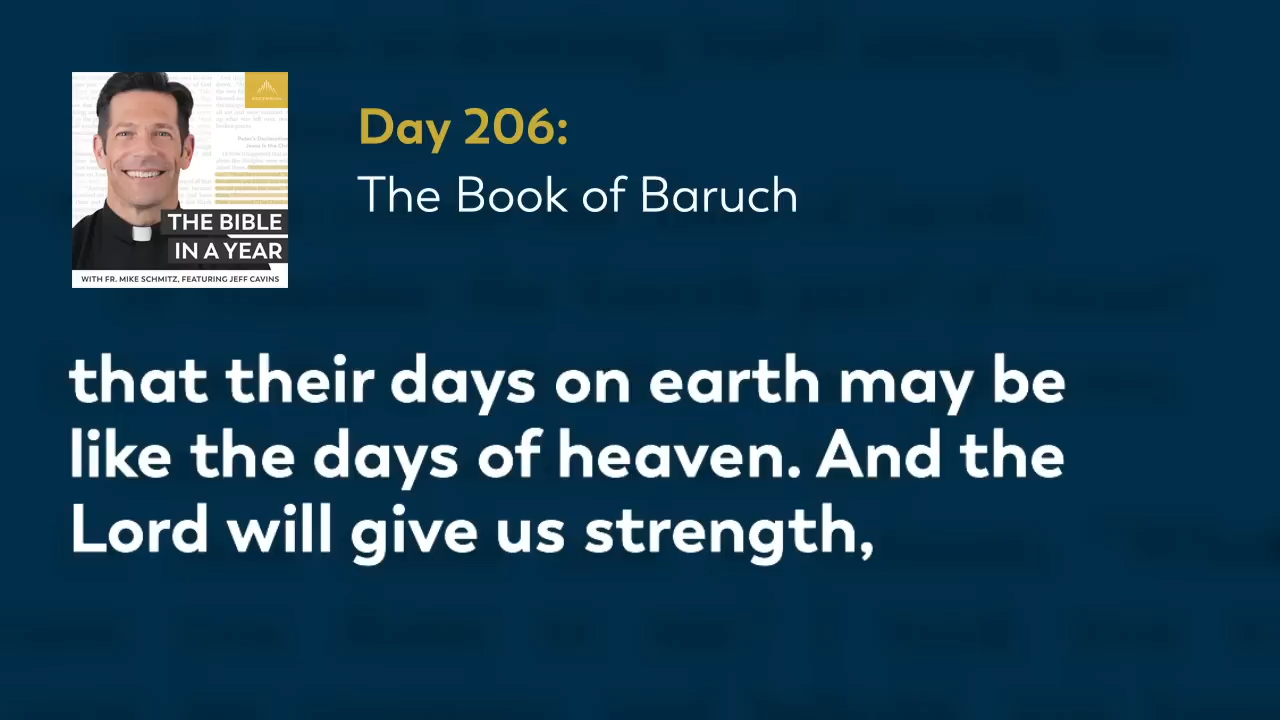 Day 206:
The Book of Baruch
THE BIBLE
IN A YEAR
WITH FR. MIKE SCHMITZ, FEATURING JEFF CAVINS
that their days on earth may be
like the days of heaven. And the
Lord will give us strength,